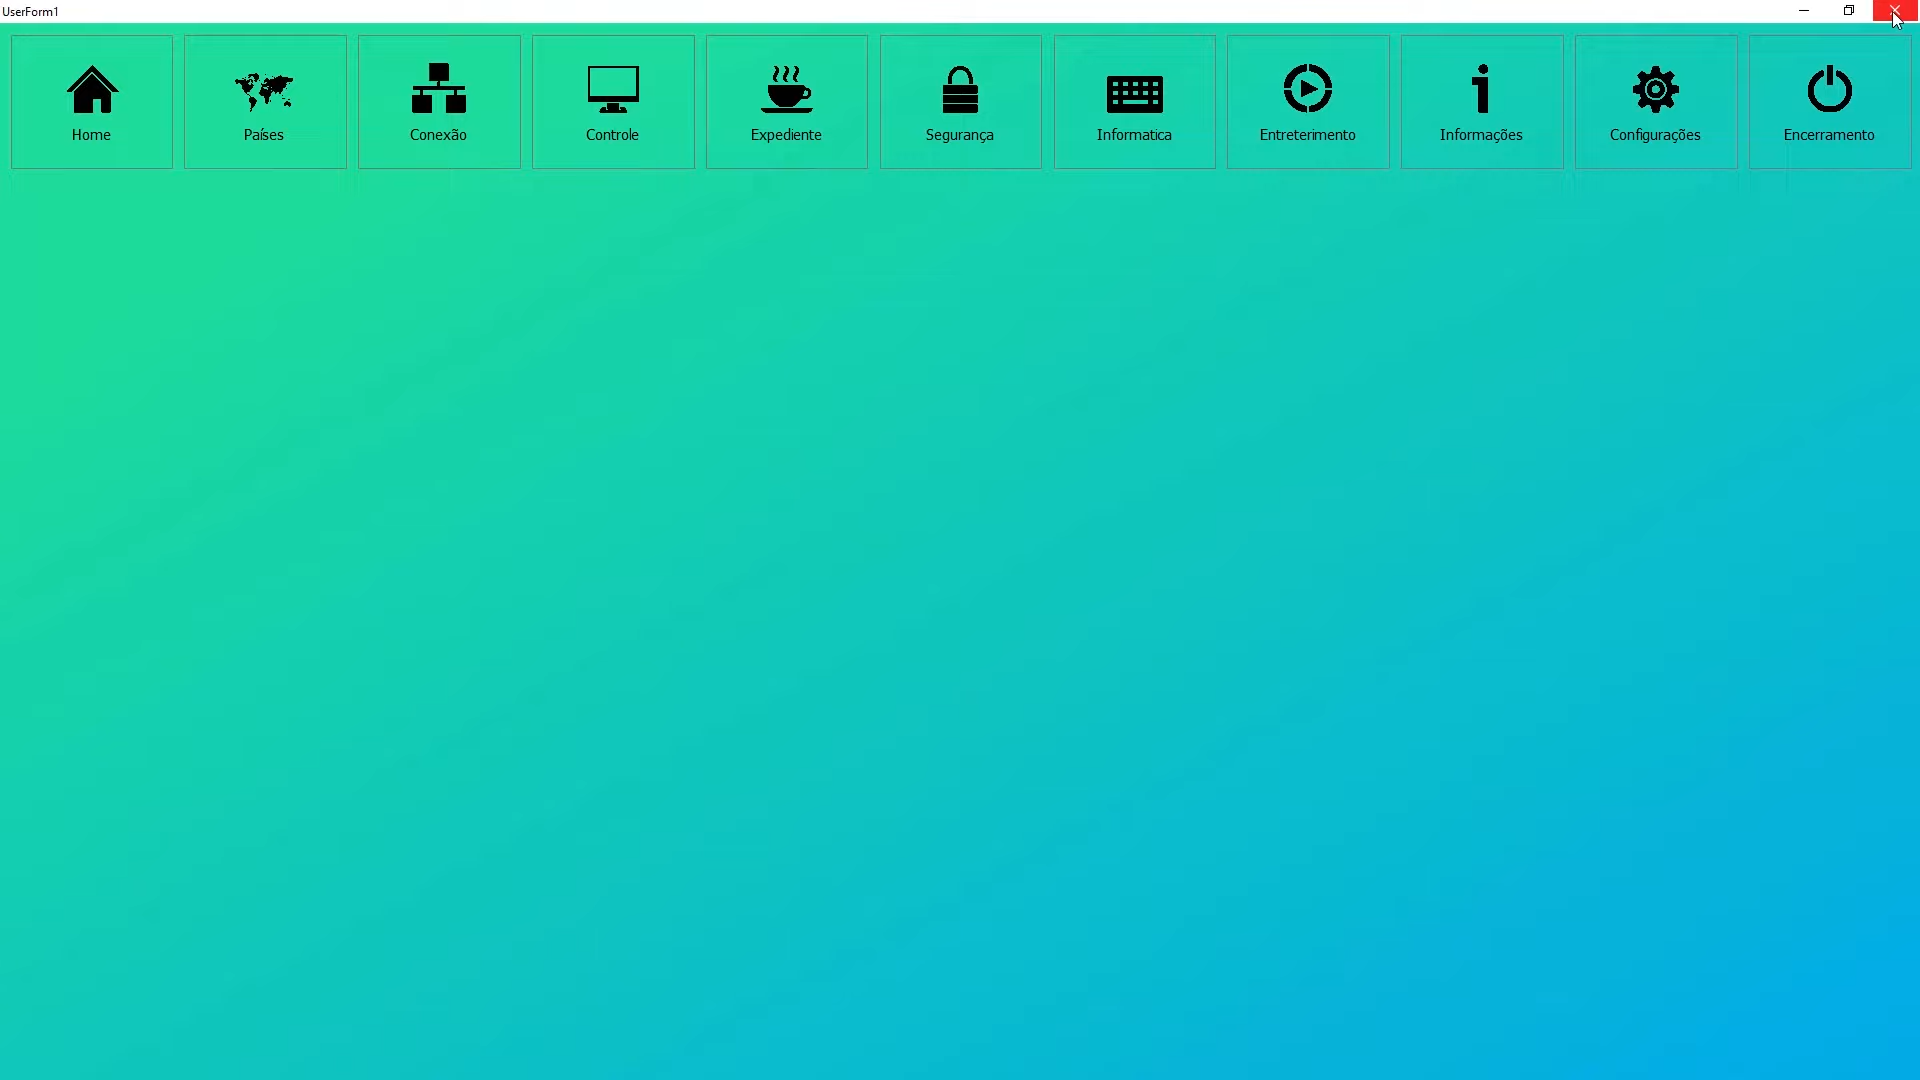 UserForm1
Home
Países
Conexão
Controle
Expediente
Segurança
Informatica
Entreterimento
Informações
Configurações
Encerramento